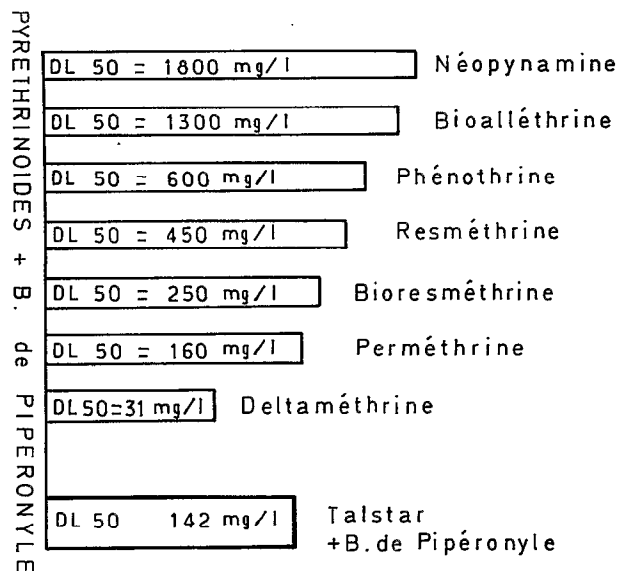 PYRETHRINOIDES + B. de PIPERONYLE
DL 50 = 1800 mg/l Néopynamine
DL 50 = 1300 mg/l Bioalléthrine
DL 50 = 600 mg/l Phénothrine
DL 50 = 450 mg/l Resméthrine
DL 50 = 250 mg/l Bioresméthrine
DL 50 = 160 mg/l Perméthrine
DL50=31 mg/l Deltaméthrine
DL 50 142 mg/l Talstar
+B. de Pipéronyle